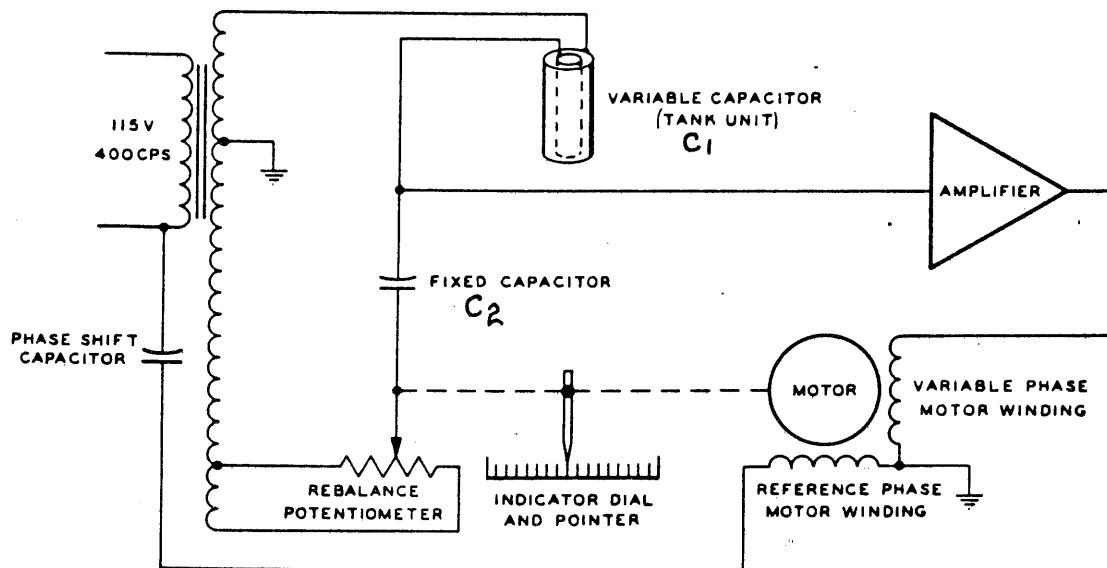 115V
400CPS
VARIABLE CAPACITOR
(TANK UNIT)
C1
AMPLIFIER
FIXED CAPACITOR
C2
PHASE SHIFT
CAPACITOR
MOTOR
VARIABLE PHASE
MOTOR WINDING
REBALANCE
POTENTIOMETER
INDICATOR DIAL
AND POINTER
REFERENCE PHASE
MOTOR WINDING